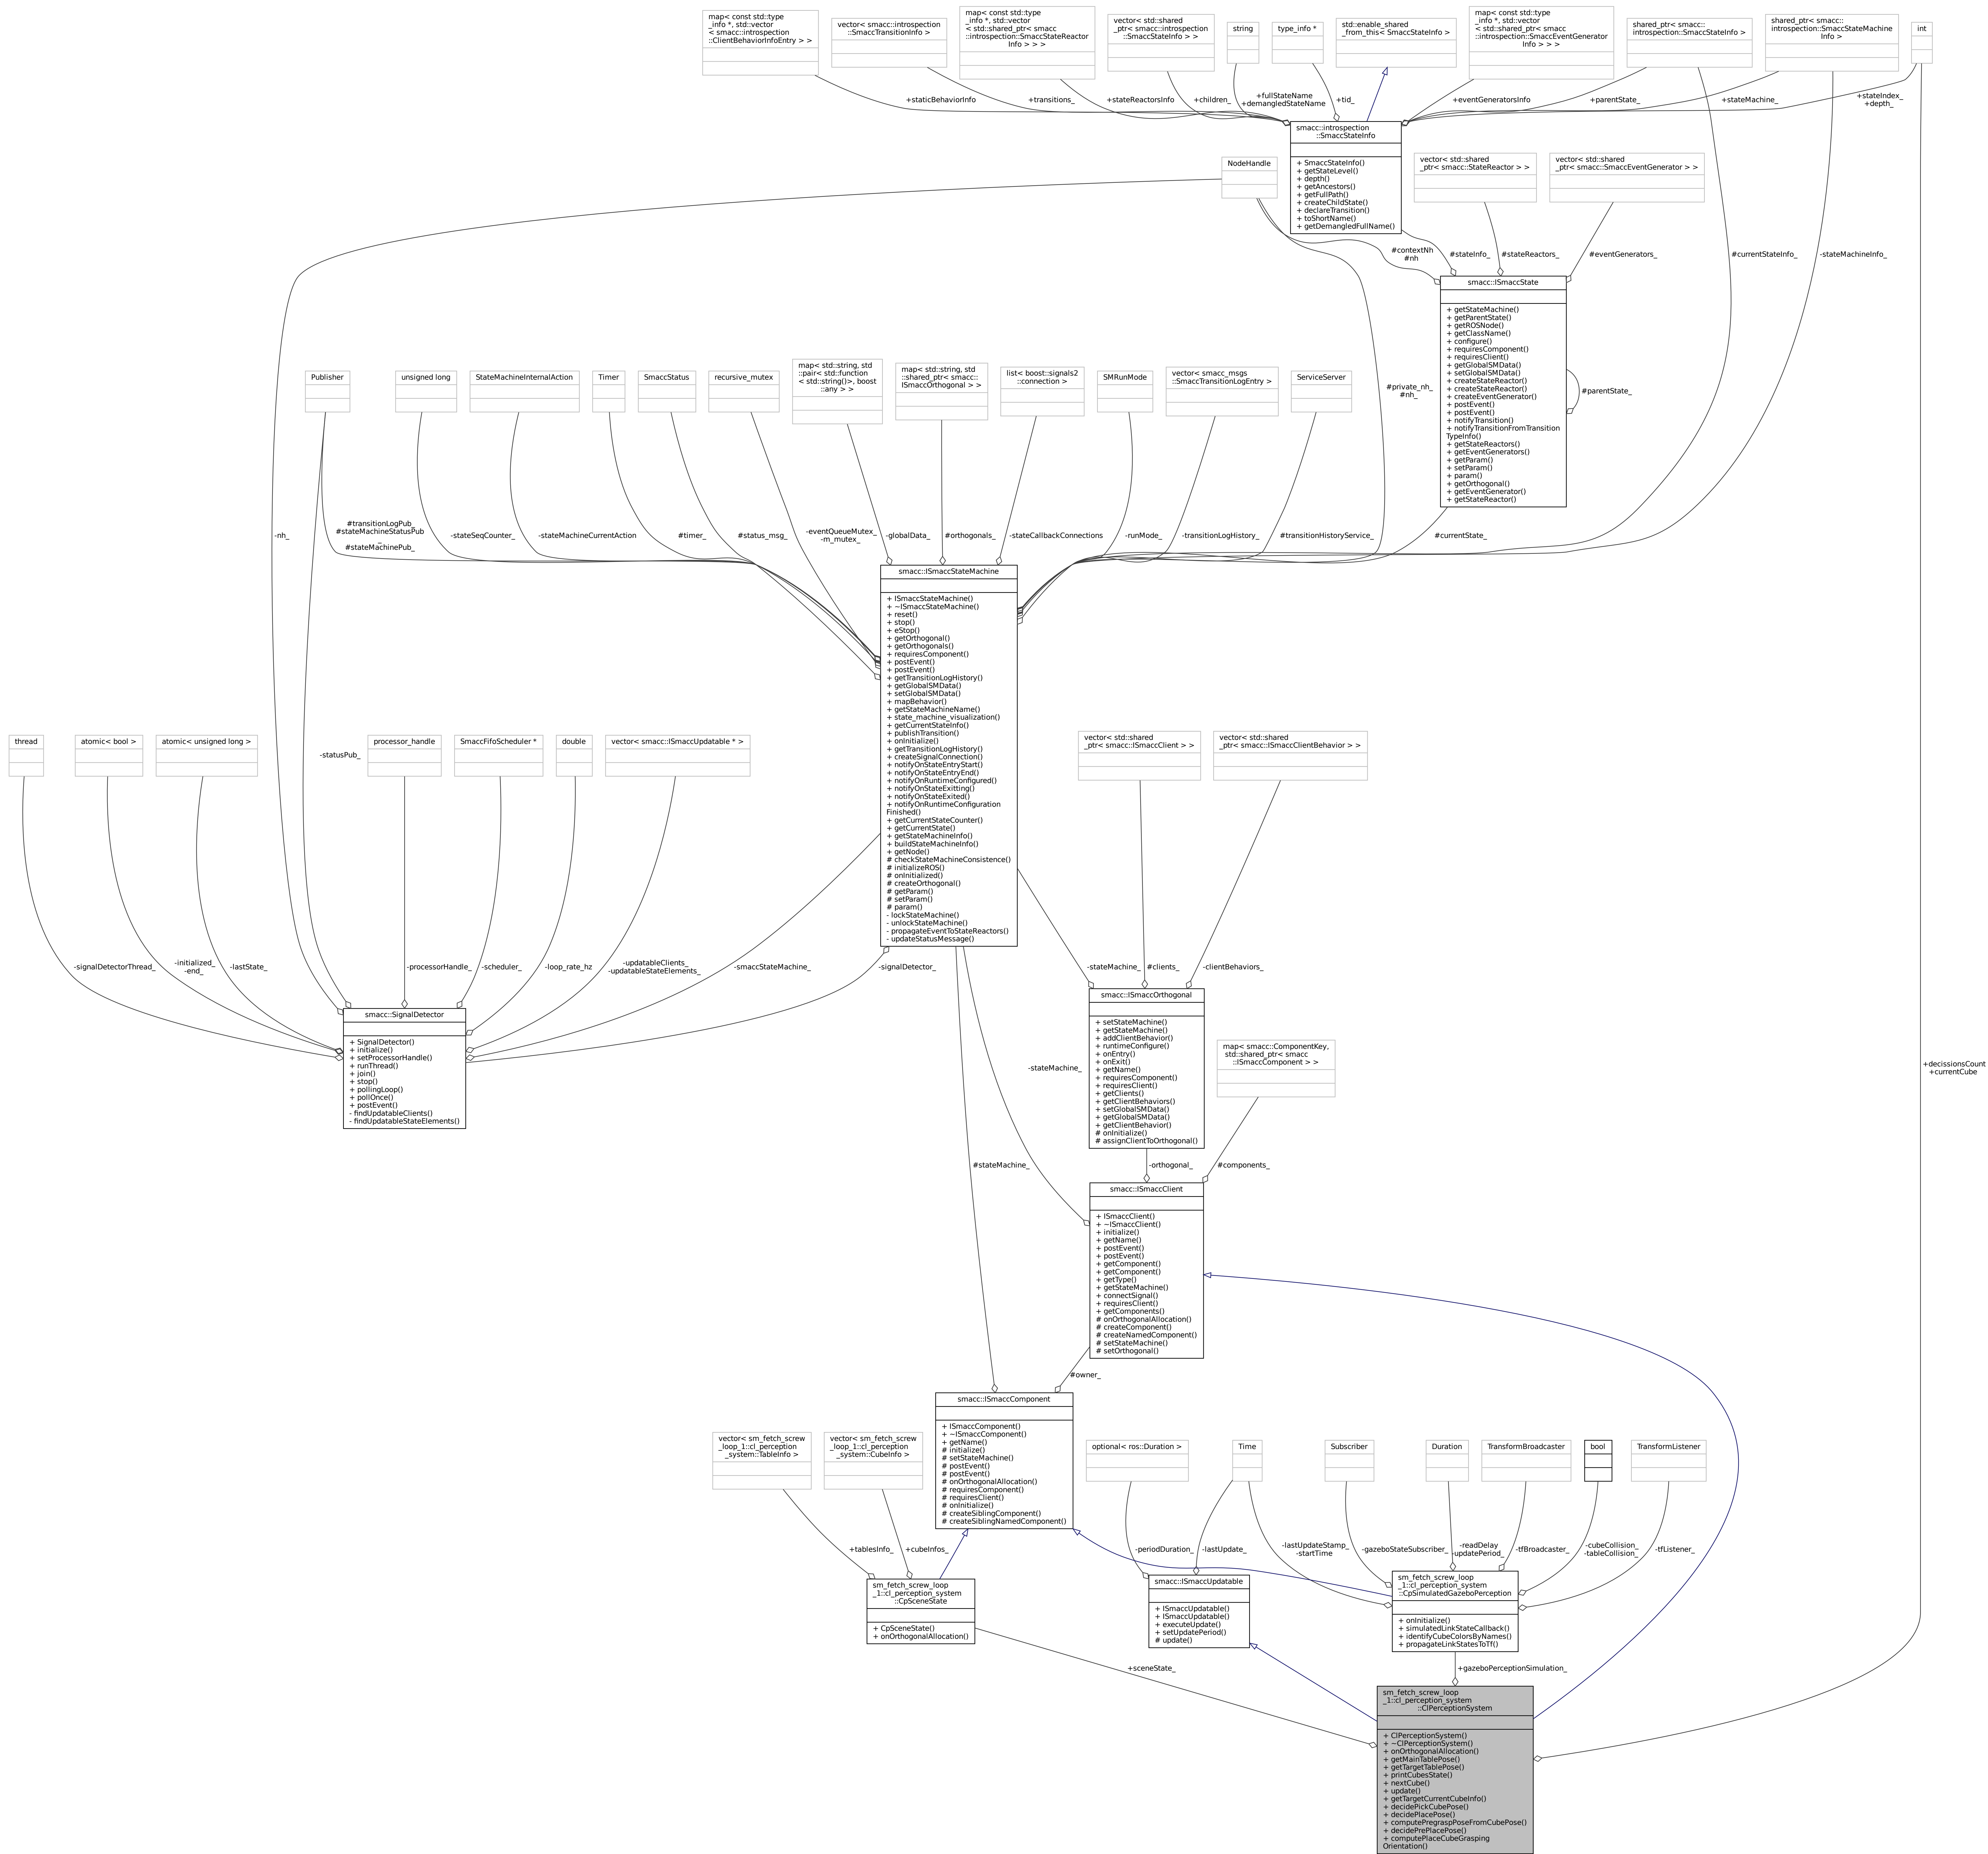 map< const std::type
_info *, std::vector
< smacc::introspection
::ClientBehaviorInfoEntry > >
vector< smacc::introspection
::SmaccTransitionInfo >
map< const std::type
_info *, std::vector
< std::shared_ptr< smacc
::introspection::SmaccStateReactor
Info > > >
vector< std::shared
_ptr< smacc::introspection
::SmaccStateInfo > >
string
type_info *
std::enable_shared
_from_this< SmaccStateInfo >
map< const std::type
_info *, std::vector
< std::shared_ptr< smacc
::introspection::SmaccEventGenerator
Info > > >
shared_ptr< smacc::
introspection::SmaccStateInfo >
shared_ptr< smacc::
introspection::SmaccStateMachine
Info >
int
+staticBehaviorInfo
+transitions_
+stateReactorsInfo
+children_
+fullStateName
+demangledStateName
+tid_
+eventGeneratorsInfo
+parentState_
+stateMachine_
+stateIndex_
+depth_
smacc::introspection
::SmaccStateInfo
+ SmaccStateInfo()
+ getStateLevel()
+ depth()
+ getAncestors()
+ getFullPath()
+ createChildState()
+ declareTransition()
+ toShortName()
+ getDemangledFullName()
NodeHandle
vector< std::shared
_ptr< smacc::StateReactor > >
vector< std::shared
_ptr< smacc::SmaccEventGenerator > >
#contextNh
#nh
#stateInfo_
#stateReactors_
#eventGenerators_
#currentStateInfo_
-stateMachineInfo_
smacc::ISmaccState
+ getStateMachine()
+ getParentState()
+ getROSNode()
+ getClassName()
+ configure()
+ requiresComponent()
+ requiresClient()
+ getGlobalSMData()
+ setGlobalSMData()
+ createStateReactor()
+ createStateReactor()
+ createEventGenerator()
+ postEvent()
+ postEvent()
+ notifyTransition()
+ notifyTransitionFromTransition
TypeInfo()
+ getStateReactors()
+ getEventGenerators()
+ getParam()
+ setParam()
+ param()
+ getOrthogonal()
+ getEventGenerator()
+ getStateReactor()
#parentState_
Publisher
unsigned long
StateMachineInternalAction
Timer
SmaccStatus
recursive_mutex
map< std::string, std
::pair< std::function
< std::string()>, boost
::any > >
map< std::string, std
::shared_ptr< smacc::
ISmaccOrthogonal > >
list< boost::signals2
::connection >
SMRunMode
vector< smacc_msgs
::SmaccTransitionLogEntry >
ServiceServer
#private_nh_
#nh_
-nh_
#transitionLogPub_
#stateMachineStatusPub
_
#stateMachinePub_
-stateSeqCounter_
-stateMachineCurrentAction
#timer_
#status_msg_
-eventQueueMutex_
-m_mutex_
-globalData_
#orthogonals_
-stateCallbackConnections
-runMode_
-transitionLogHistory_
#transitionHistoryService_
#currentState_
smacc::ISmaccStateMachine
+ ISmaccStateMachine()
+ ~ISmaccStateMachine()
+ reset()
+ stop()
+ eStop()
+ getOrthogonal()
+ getOrthogonals()
+ requiresComponent()
+ postEvent()
+ postEvent()
+ getTransitionLogHistory()
+ getGlobalSMData()
+ setGlobalSMData()
+ mapBehavior()
+ getStateMachineName()
+ state_machine_visualization()
+ getCurrentStateInfo()
+ publishTransition()
+ onInitialize()
+ getTransitionLogHistory()
+ createSignalConnection()
+ notifyOnStateEntryStart()
+ notifyOnStateEntryEnd()
+ notifyOnRuntimeConfigured()
+ notifyOnStateExitting()
+ notifyOnStateExited()
+ notifyOnRuntimeConfiguration
Finished()
+ getCurrentStateCounter()
+ getCurrentState()
+ getStateMachineInfo()
+ buildStateMachineInfo()
+ getNode()
# checkStateMachineConsistence()
# initializeROS()
# onInitialized()
# createOrthogonal()
# getParam()
# setParam()
# param()
- lockStateMachine()
- unlockStateMachine()
- propagateEventToStateReactors()
- updateStatusMessage()
thread
atomic< bool >
atomic< unsigned long >
-statusPub_
processor_handle
SmaccFifoScheduler *
double
vector< smacc::ISmaccUpdatable * >
vector< std::shared
_ptr< smacc::ISmaccClient > >
vector< std::shared
_ptr< smacc::ISmaccClientBehavior > >
-signalDetectorThread_
-initialized_
-end_
-lastState_
-processorHandle_
-scheduler_
-loop_rate_hz
-updatableClients_
-updatableStateElements_
-smaccStateMachine_
-signalDetector_
-stateMachine_
#clients_
-clientBehaviors_
smacc::SignalDetector
+ SignalDetector()
+ initialize()
+ setProcessorHandle()
+ runThread()
+ join()
+ stop()
+ pollingLoop()
+ pollOnce()
+ postEvent()
- findUpdatableClients()
- findUpdatableStateElements()
smacc::ISmaccOrthogonal
+ setStateMachine()
+ getStateMachine()
+ addClientBehavior()
+ runtimeConfigure()
+ onEntry()
+ onExit()
+ getName()
+ requiresComponent()
+ requiresClient()
+ getClients()
+ getClientBehaviors()
+ setGlobalSMData()
+ getGlobalSMData()
+ getClientBehavior()
# onInitialize()
# assignClientToOrthogonal()
map< smacc::ComponentKey,
std::shared_ptr< smacc
::ISmaccComponent > >
+decissionsCount
+currentCube
-stateMachine_
#stateMachine_
-orthogonal_
#components_
smacc::ISmaccClient
+ ISmaccClient()
+ ~ISmaccClient()
+ initialize()
+ getName()
+ postEvent()
+ postEvent()
+ getComponent()
+ getComponent()
+ getType()
+ getStateMachine()
+ connectSignal()
+ requiresClient()
+ getComponents()
# onOrthogonalAllocation()
# createComponent()
# createNamedComponent()
# setStateMachine()
# setOrthogonal()
#owner_
smacc::ISmaccComponent
+ ISmaccComponent()
+ ~ISmaccComponent()
+ getName()
# initialize()
# setStateMachine()
# postEvent()
# postEvent()
# onOrthogonalAllocation()
# requiresComponent()
# requiresClient()
# onInitialize()
# createSiblingComponent()
# createSiblingNamedComponent()
vector< sm_fetch_screw
_loop_1::cl_perception
_system::TableInfo >
vector< sm_fetch_screw
_loop_1::cl_perception
_system::CubeInfo >
optional< ros::Duration >
Time
Subscriber
Duration
TransformBroadcaster
bool
TransformListener
+tablesInfo_
+cubeInfos_
-periodDuration_
-lastUpdate_
-lastUpdateStamp_
-startTime
-gazeboStateSubscriber_
-readDelay
-updatePeriod_
-tfBroadcaster_
-cubeCollision_
-tableCollision_
-tfListener_
sm_fetch_screw_loop
_1::cl_perception_system
::CpSceneState
+ CpSceneState()
+ onOrthogonalAllocation()
smacc::ISmaccUpdatable
+ ISmaccUpdatable()
+ ISmaccUpdatable()
+ executeUpdate()
+ setUpdatePeriod()
# update()
sm_fetch_screw_loop
_1::cl_perception_system
::CpSimulatedGazeboPerception
+ onInitialize()
+ simulatedLinkStateCallback()
+ identifyCubeColorsByNames()
+ propagateLinkStatesToTf()
+sceneState_
+gazeboPerceptionSimulation_
sm_fetch_screw_loop
_1::cl_perception_system
::ClPerceptionSystem
+ ClPerceptionSystem()
+ ~ClPerceptionSystem()
+ onOrthogonalAllocation()
+ getMainTablePose()
+ getTargetTablePose()
+ printCubesState()
+ nextCube()
+ update()
+ getTargetCurrentCubeInfo()
+ decidePickCubePose()
+ decidePlacePose()
+ computePregraspPoseFromCubePose()
+ decidePrePlacePose()
+ computePlaceCubeGrasping
Orientation()